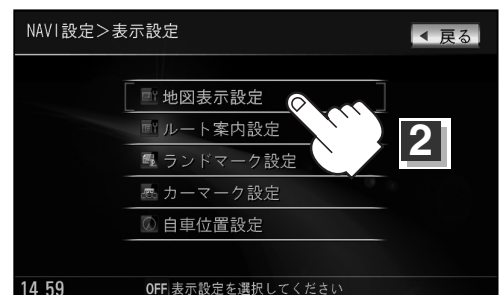 NAVI設定＞表示設定
◀ 戻る
地図表示設定
ルート案内設定
2
ランドマーク設定
カーマーク設定
自車位置設定
14 59
OFF 表示設定を選択してください